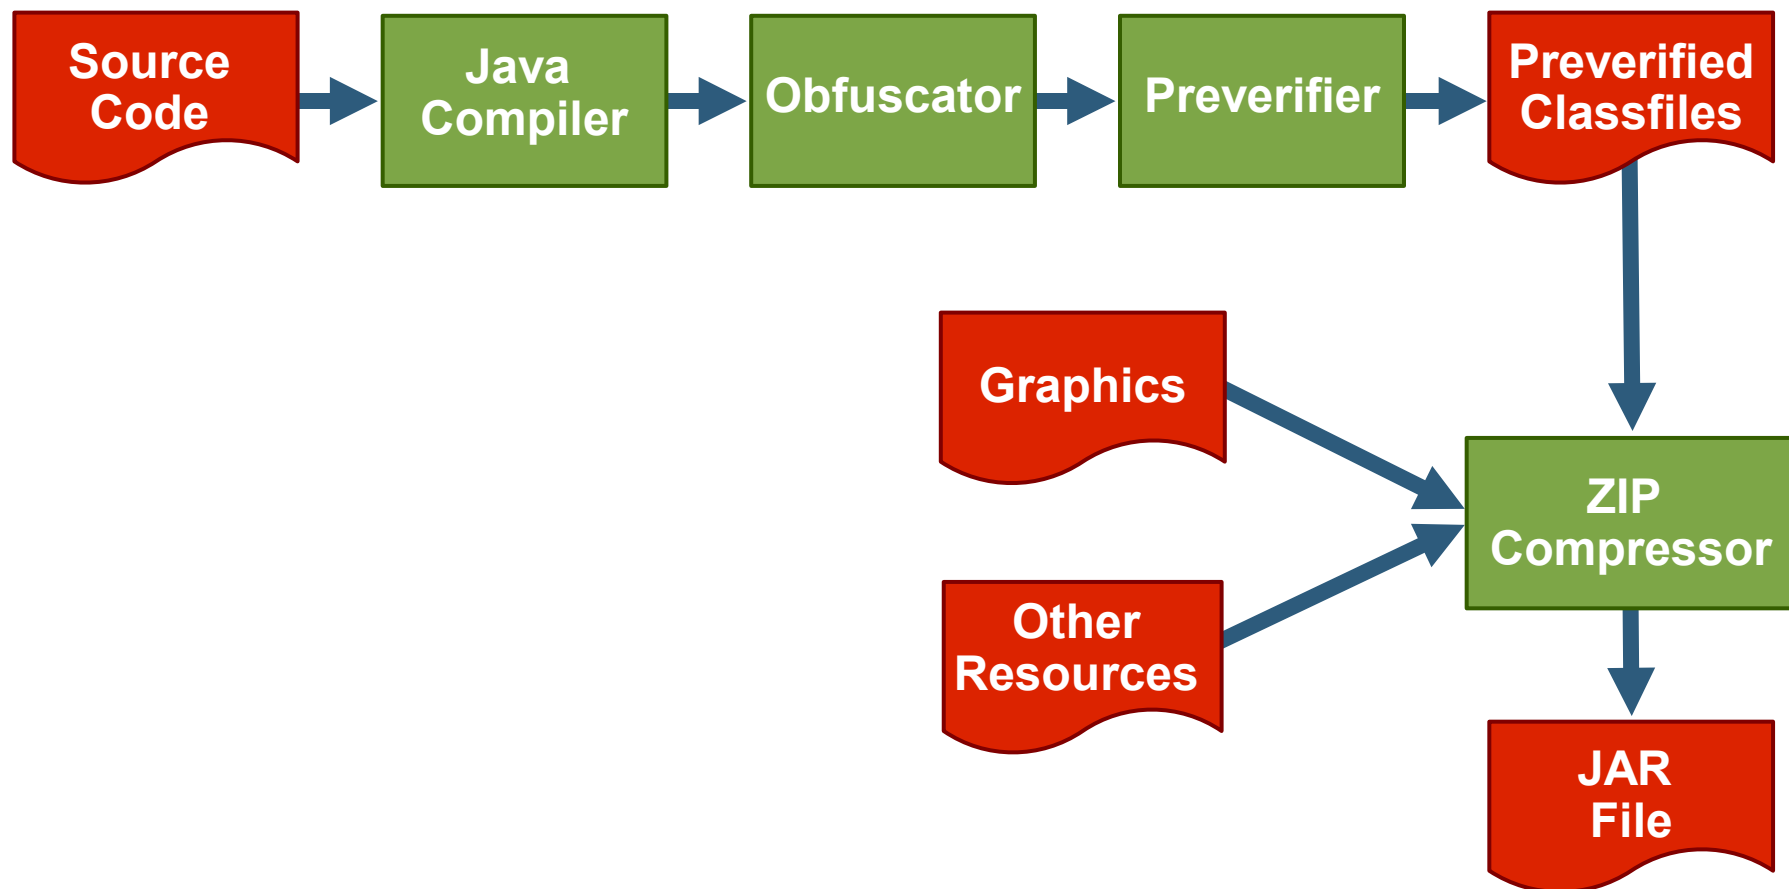 Source
Code
Java
Compiler
Obfuscator
Preverifier
Preverified
Classfiles
Graphics
Other
Resources
ZIP
Compressor
JAR
File